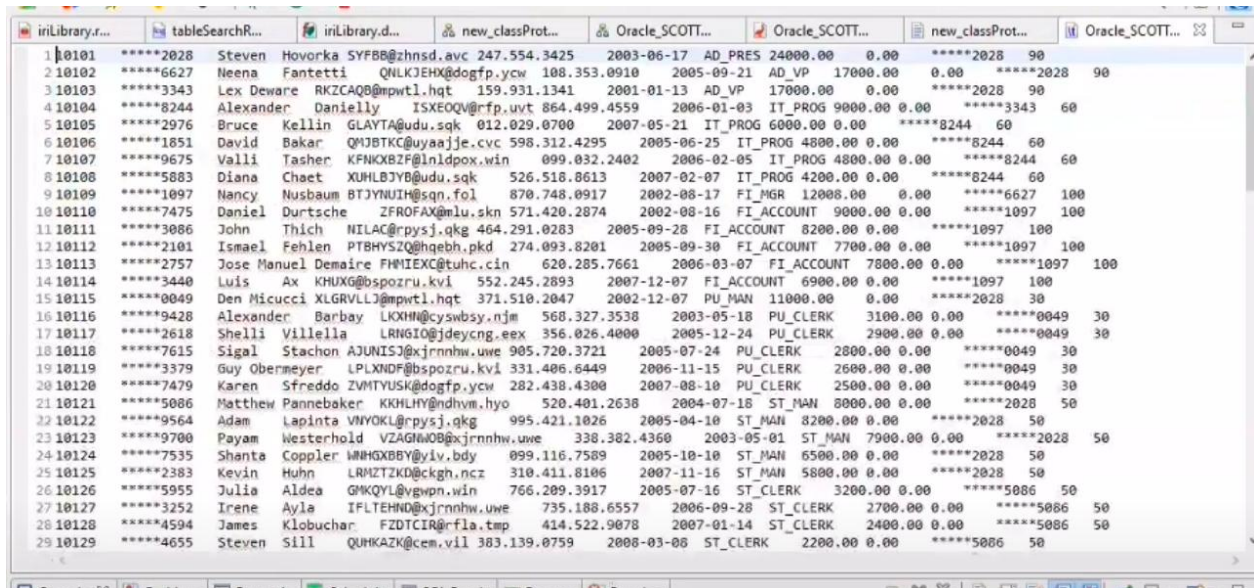 iriLibrary.r... tableSearchR... iriLibrary.d... new_classProt... Oracle_SCOTT... Oracle_SCOTT... new_classProt... Oracle_SCOTT...
1 10101 *****2028 Steven Hovorka SYFBB@zhnsd.avc 247.554.3425 2003-06-17 AD_PRES 24000.00 0.00 *****2028 90
2 10102 *****6627 Neena Fantetti QNLKJEHX@dogfp.ycw 108.353.0910 2005-09-21 AD_VP 17000.00 0.00 *****2028 90
3 10103 *****3343 Lex Deware RKZCAQB@mpwtl.hqt 159.931.1341 2001-01-13 AD_VP 17000.00 0.00 *****2028 90
4 10104 *****8244 Alexander Danielly ISXEOQV@rfp.uvt 864.499.4559 2006-01-03 IT_PROG 9000.00 0.00 *****3343 60
5 10105 *****2976 Bruce Kellin GLAYTA@udu.sqk 012.029.0700 2007-05-21 IT_PROG 6000.00 0.00 *****8244 60
6 10106 *****1851 David Bakar QMJBTKC@uyaajje.cvc 598.312.4295 2005-06-25 IT_PROG 4800.00 0.00 *****8244 60
7 10107 *****9675 Valli Tasher KFNKXBZF@lnldpox.win 099.032.2402 2006-02-05 IT_PROG 4800.00 0.00 *****8244 60
8 10108 *****5883 Diana Chaet XUHLBJYB@udu.sqk 526.518.8613 2007-02-07 IT_PROG 4200.00 0.00 *****8244 60
9 10109 *****1097 Nancy Nusbaum BTJYNUIH@sqn.fol 870.748.0917 2002-08-17 FI_MGR 12008.00 0.00 *****6627 100
10 10110 *****7475 Daniel Durtsche ZFROFAX@mlu.skn 571.420.2874 2002-08-16 FI_ACCOUNT 9000.00 0.00 *****1097 100
11 10111 *****3086 John Thich NILAC@rpysj.qkg 464.291.0283 2005-09-28 FI_ACCOUNT 8200.00 0.00 *****1097 100
12 10112 *****2101 Ismael Fehlen PTBHYSZQ@hqebh.pkd 274.093.8201 2005-09-30 FI_ACCOUNT 7700.00 0.00 *****1097 100
13 10113 *****2757 Jose Manuel Demaire FHMIEXC@tuhc.cin 620.285.7661 2006-03-07 FI_ACCOUNT 7800.00 0.00 *****1097 100
14 10114 *****3440 Luis Ax KHUXG@bspozru.kvi 552.245.2893 2007-12-07 FI_ACCOUNT 6900.00 0.00 *****1097 100
15 10115 *****0049 Den Micucci XLGRVLLJ@mpwtl.hqt 371.510.2047 2002-12-07 PU_MAN 11000.00 0.00 *****2028 30
16 10116 *****9428 Alexander Barbay LKXHN@cyswbsy.njm 568.327.3538 2003-05-18 PU_CLERK 3100.00 0.00 *****0049 30
17 10117 *****2618 Shelli Villella LRNGIO@jdeycng.eex 356.026.4000 2005-12-24 PU_CLERK 2900.00 0.00 *****0049 30
18 10118 *****7615 Sigal Stachon AJUNISJ@xjrnnhw.uwe 905.720.3721 2005-07-24 PU_CLERK 2800.00 0.00 *****0049 30
19 10119 *****3379 Guy Obermeyer LPLXNDF@bspozru.kvi 331.406.6449 2006-11-15 PU_CLERK 2600.00 0.00 *****0049 30
20 10120 *****7479 Karen Sfreddo ZVMTYUSK@dogfp.ycw 282.438.4300 2007-08-10 PU_CLERK 2500.00 0.00 *****0049 30
21 10121 *****5086 Matthew Pannebaker KKHLHY@ndhvm.hyo 520.401.2638 2004-07-18 ST_MAN 8000.00 0.00 *****2028 50
22 10122 *****9564 Adam Lapinta VNYOKL@rpysj.qkg 995.421.1026 2005-04-10 ST_MAN 8200.00 0.00 *****2028 50
23 10123 *****9700 Payam Westerhold VZAGNWOB@xjrnnhw.uwe 338.382.4360 2003-05-01 ST_MAN 7900.00 0.00 *****2028 50
24 10124 *****7535 Shanta Coppler WNHGXBBY@yiv.bdy 099.116.7589 2005-10-10 ST_MAN 6500.00 0.00 *****2028 50
25 10125 *****2383 Kevin Huhn LRMZTZKD@ckgh.ncz 310.411.8106 2007-11-16 ST_MAN 5800.00 0.00 *****2028 50
26 10126 *****5955 Julia Aldea GMKQYL@vgwpn.win 766.209.3917 2005-07-16 ST_CLERK 3200.00 0.00 *****5086 50
27 10127 *****3252 Irene Ayla IFLTEHND@xjrnnhw.uwe 735.188.6557 2006-09-28 ST_CLERK 2700.00 0.00 *****5086 50
28 10128 *****4594 James Klobuchar FZDTCIR@rfla.tmp 414.522.9078 2007-01-14 ST_CLERK 2400.00 0.00 *****5086 50
29 10129 *****4655 Steven Sill QUHKAZK@cem.vil 383.139.0759 2008-03-08 ST_CLERK 2200.00 0.00 *****5086 50